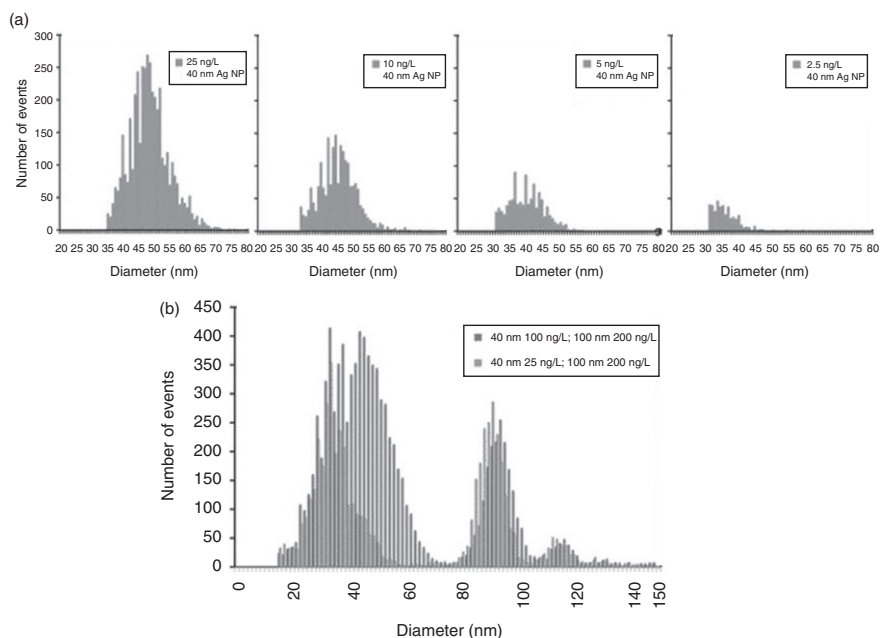 (a)
300
250
200
150
100
50
0
Number of events
25 ng/L
40 nm Ag NP
10 ng/L
40 nm Ag NP
5 ng/L
40 nm Ag NP
2.5 ng/L
40 nm Ag NP
20 25 30 35 40 45 50 55 60 65 70 75 80
20 25 30 35 40 45 50 55 60 65 70 75 80
20 25 30 35 40 45 50 55 60 65 70 75 80
20 25 30 35 40 45 50 55 60 65 70 75 80
Diameter (nm)
Diameter (nm)
Diameter (nm)
Diameter (nm)
(b)
450
400
350
300
250
200
150
100
50
0
Number of events
40 nm 100 ng/L; 100 nm 200 ng/L
40 nm 25 ng/L; 100 nm 200 ng/L
0 20 40 60 80 100 120 140 150
Diameter (nm)